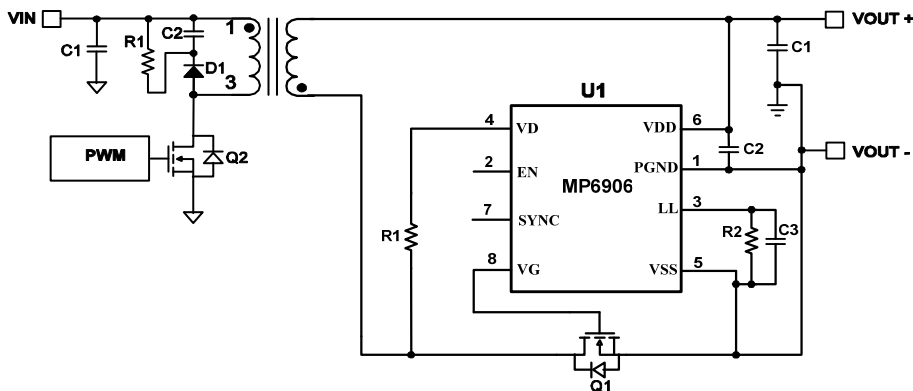 VIN
C1
R1
C2
1
D1
3
PWM
Q2
VOUT +
C1
VOUT -
U1
MP6906
4 VD
2 EN
7 SYNC
8 VG
VDD 6
PGND 1
LL 3
VSS 5
C2
R2
C3
R1
Q1